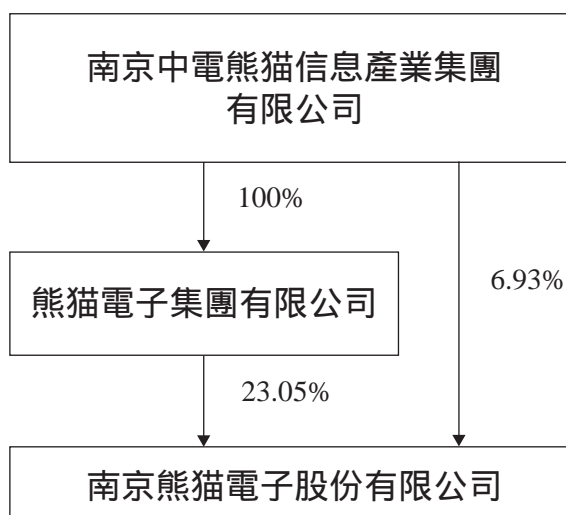 南京中電熊猫信息產業集團
有限公司
100%
熊猫電子集團有限公司
6.93%
23.05%
南京熊猫電子股份有限公司